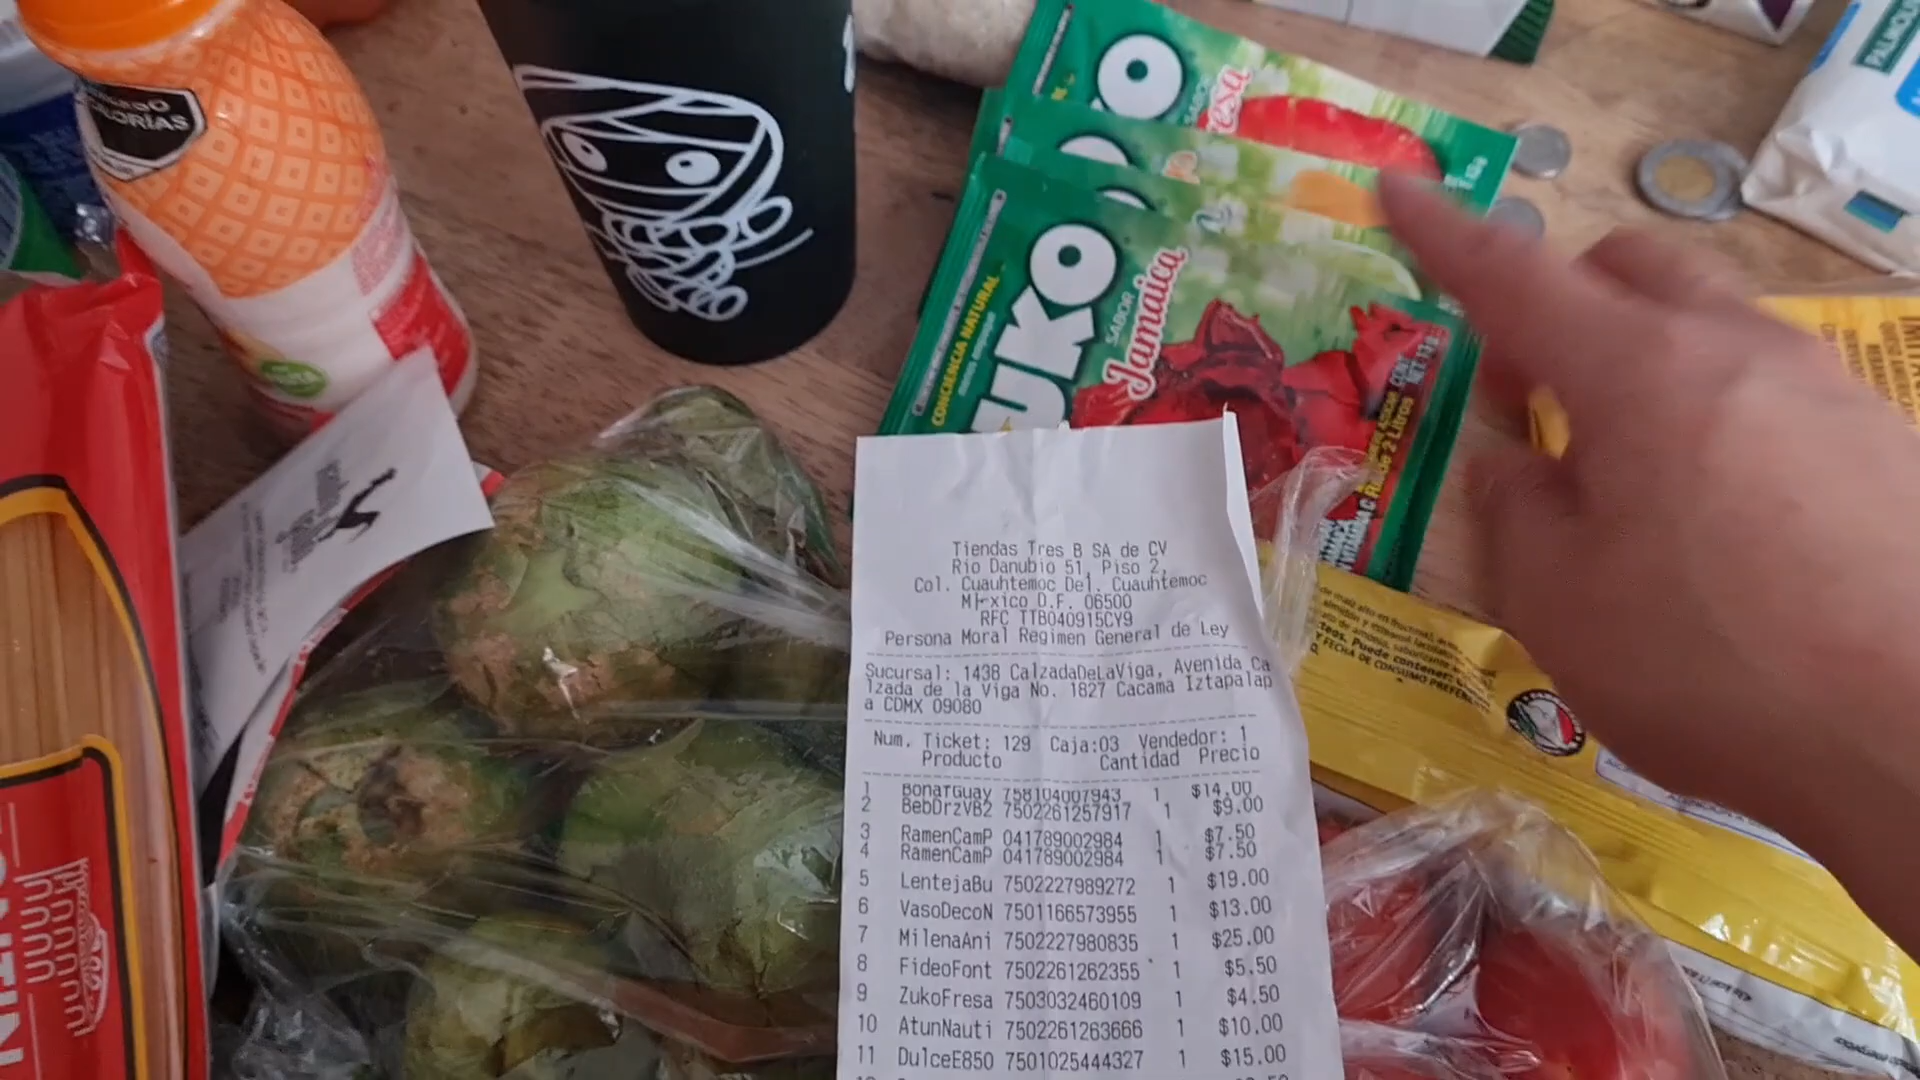 CALORÍAS
PALMOLIVE
SABOR
ZUKO
SABOR
Jamaica
CONCIENCIA NATURAL
Rinde 2 Litros
Tiendas Tres B SA de CV
Rio Danubio 51, Piso 2,
Col. Cuauhtemoc Del. Cuauhtemoc
México D.F. 06500
RFC TTB040915CY9
Persona Moral Regimen General de Ley
Sucursal: 1438 CalzadaDeLaViga, Avenida Ca
lzada de la Viga No. 1827 Cacama Iztapalap
a CDMX 09080
Num. Ticket: 129 Caja:03 Vendedor: 1
Producto Cantidad Precio
1 BonafGuay 758104007943 1 $14.00
2 BebDrzVB2 7502261257917 1 $9.00
3 RamenCamP 041789002984 1 $7.50
4 RamenCamP 041789002984 1 $7.50
5 LentejaBu 7502227989272 1 $19.00
6 VasoDecoN 7501166573955 1 $13.00
7 MilenaAni 7502227980835 1 $25.00
8 FideoFont 7502261262355 1 $5.50
9 ZukoFresa 7503032460109 1 $4.50
10 AtunNauti 7502261263666 1 $10.00
11 DulceE850 7501025444327 1 $15.00